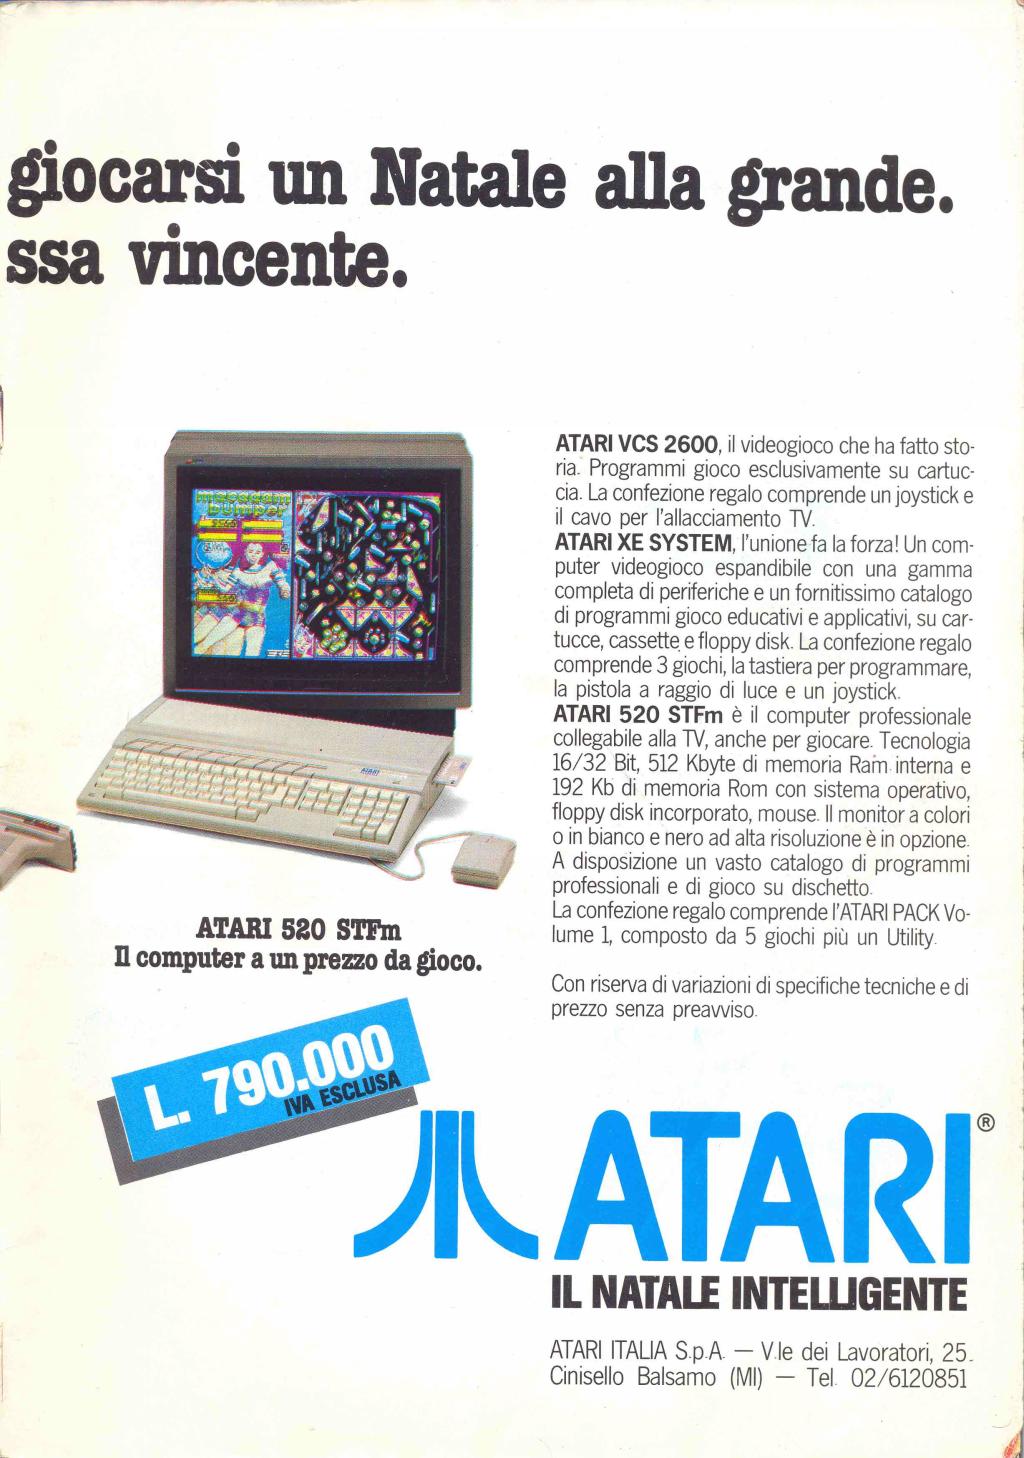 giocarsi un Natale alla grande.
ssa vincente.
macadam
bumper
ERE
ATARI
ATARI 520 STFm
Il computer a un prezzo da gioco.
L. 790.000
IVA ESCLUSA
ATARI VCS 2600, il videogioco che ha fatto sto-
ria. Programmi gioco esclusivamente su cartuc-
cia. La confezione regalo comprende un joystick e
il cavo per l'allacciamento TV.
ATARI XE SYSTEM, l'unione fa la forza! Un com-
puter videogioco espandibile con una gamma
completa di periferiche e un fornitissimo catalogo
di programmi gioco educativi e applicativi, su car-
tucce, cassette e floppy disk. La confezione regalo
comprende 3 giochi, la tastiera per programmare,
la pistola a raggio di luce e un joystick.
ATARI 520 STFm è il computer professionale
collegabile alla TV, anche per giocare. Tecnologia
16/32 Bit, 512 Kbyte di memoria Ram interna e
192 Kb di memoria Rom con sistema operativo,
floppy disk incorporato, mouse. Il monitor a colori
o in bianco e nero ad alta risoluzione è in opzione.
A disposizione un vasto catalogo di programmi
professionali e di gioco su dischetto.
La confezione regalo comprende l'ATARI PACK Vo-
lume 1, composto da 5 giochi più un Utility.
Con riserva di variazioni di specifiche tecniche e di
prezzo senza preavviso.
ATARI®
IL NATALE INTELLIGENTE
ATARI ITALIA S.p.A. — V.le dei Lavoratori, 25.
Cinisello Balsamo (MI) — Tel. 02/6120851